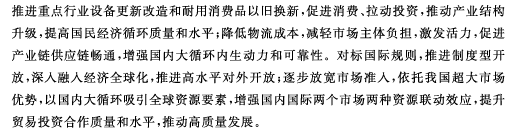 推进重点行业设备更新改造和耐用消费品以旧换新,促进消费、拉动投资,推动产业结构
升级,提高国民经济循环质量和水平;降低物流成本,减轻市场主体负担,激发活力,促进
产业链供应链畅通,增强国内大循环内生动力和可靠性。对标国际规则,推进制度型开
放,深入融入经济全球化,推进高水平对外开放;逐步放宽市场准入,依托我国超大市场
优势,以国内大循环吸引全球资源要素,增强国内国际两个市场两种资源联动效应,提升
贸易投资合作质量和水平,推动高质量发展。